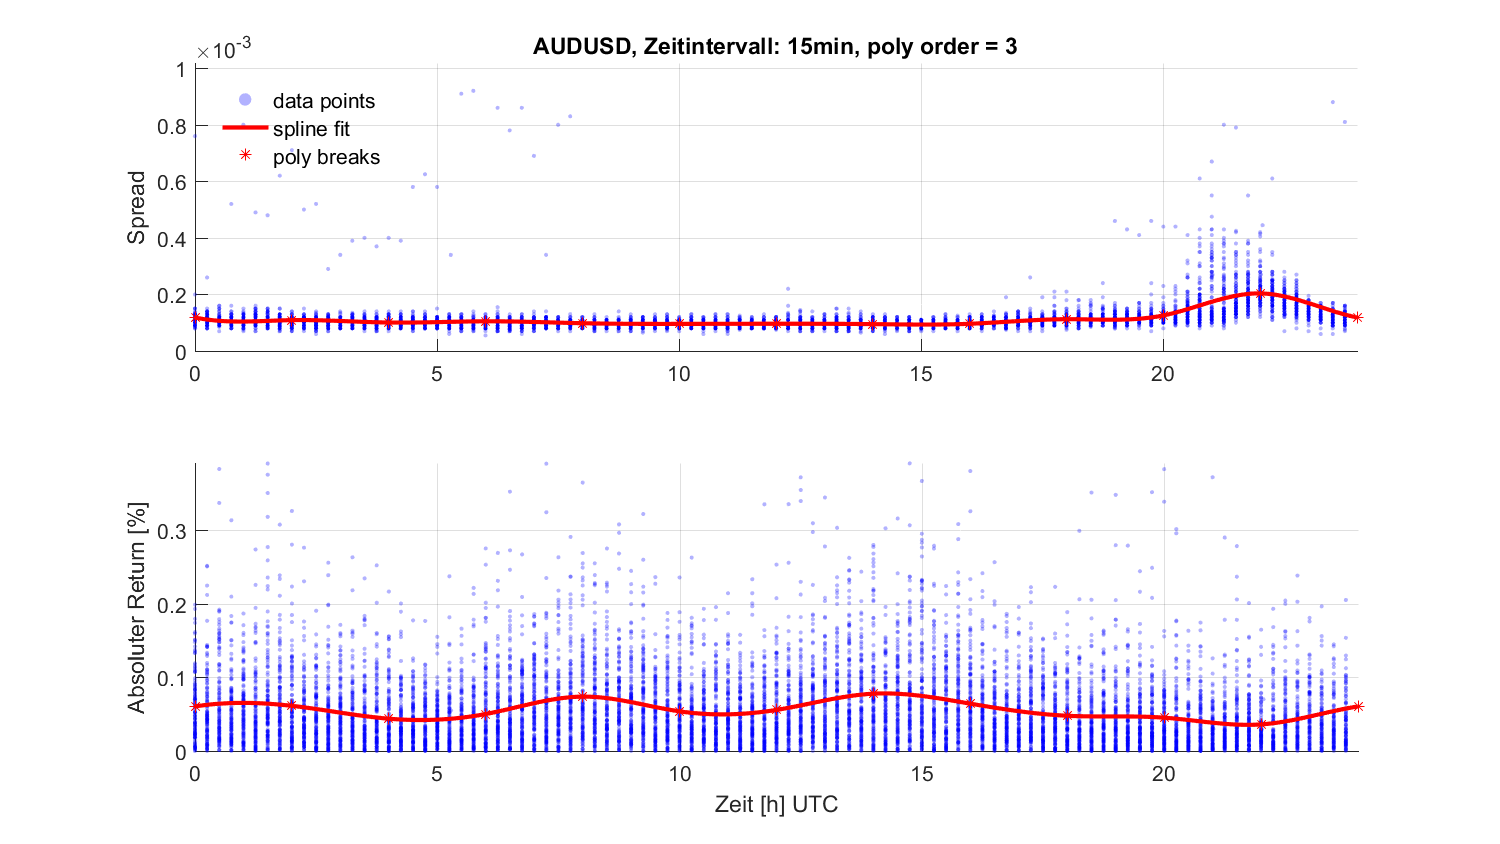 ×10-3
AUDUSD, Zeitintervall: 15min, poly order = 3
1
0.8
0.6
0.4
0.2
0
Spread
data points
spline fit
poly breaks
0 5 10 15 20
0.3
0.2
0.1
0
Absoluter Return [%]
0 5 10 15 20
Zeit [h] UTC